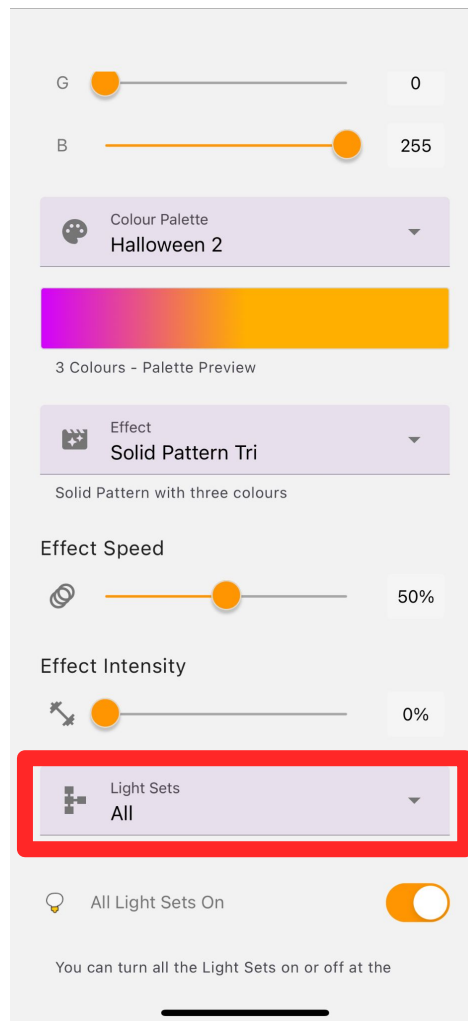 G 0
B 255
Colour Palette
Halloween 2
3 Colours - Palette Preview
Effect
Solid Pattern Tri
Solid Pattern with three colours
Effect Speed
50%
Effect Intensity
0%
Light Sets
All
All Light Sets On
You can turn all the Light Sets on or off at the